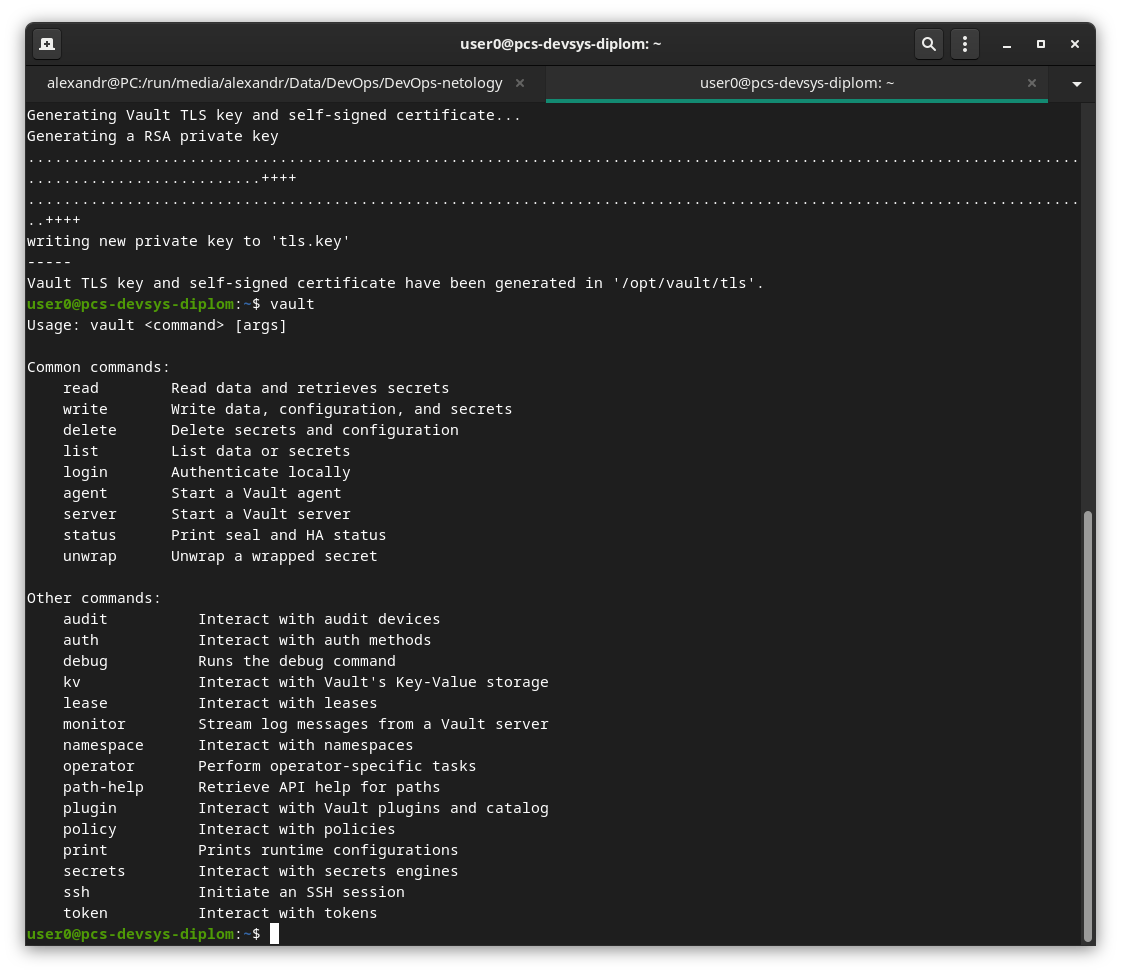 user0@pcs-devsys-diplom: ~
alexandr@PC:/run/media/alexandr/Data/DevOps/DevOps-netology
user0@pcs-devsys-diplom: ~
Generating Vault TLS key and self-signed certificate...
Generating a RSA private key
.....................................................................................................................
..........................++++
.....................................................................................................................
..++++
writing new private key to 'tls.key'
-----
Vault TLS key and self-signed certificate have been generated in '/opt/vault/tls'.
user0@pcs-devsys-diplom:~$ vault
Usage: vault <command> [args]

Common commands:
    read        Read data and retrieves secrets
    write       Write data, configuration, and secrets
    delete      Delete secrets and configuration
    list        List data or secrets
    login       Authenticate locally
    agent       Start a Vault agent
    server      Start a Vault server
    status      Print seal and HA status
    unwrap      Unwrap a wrapped secret

Other commands:
    audit          Interact with audit devices
    auth           Interact with auth methods
    debug          Runs the debug command
    kv             Interact with Vault's Key-Value storage
    lease          Interact with leases
    monitor        Stream log messages from a Vault server
    namespace      Interact with namespaces
    operator       Perform operator-specific tasks
    path-help      Retrieve API help for paths
    plugin         Interact with Vault plugins and catalog
    policy         Interact with policies
    print          Prints runtime configurations
    secrets        Interact with secrets engines
    ssh            Initiate an SSH session
    token          Interact with tokens
user0@pcs-devsys-diplom:~$